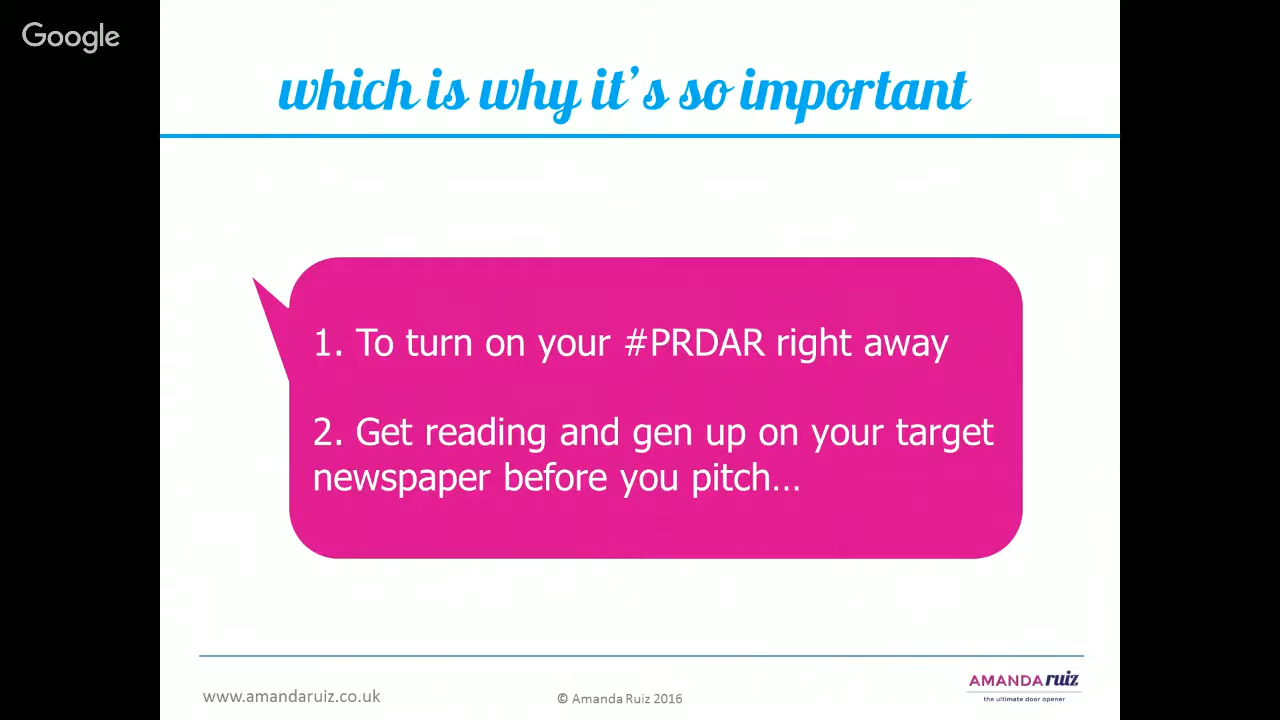 Google
which is why it's so important
1. To turn on your #PRDAR right away
2. Get reading and gen up on your target
newspaper before you pitch...
www.amandaruiz.co.uk
© Amanda Ruiz 2016
AMANDA ruiz
the ultimate door opener